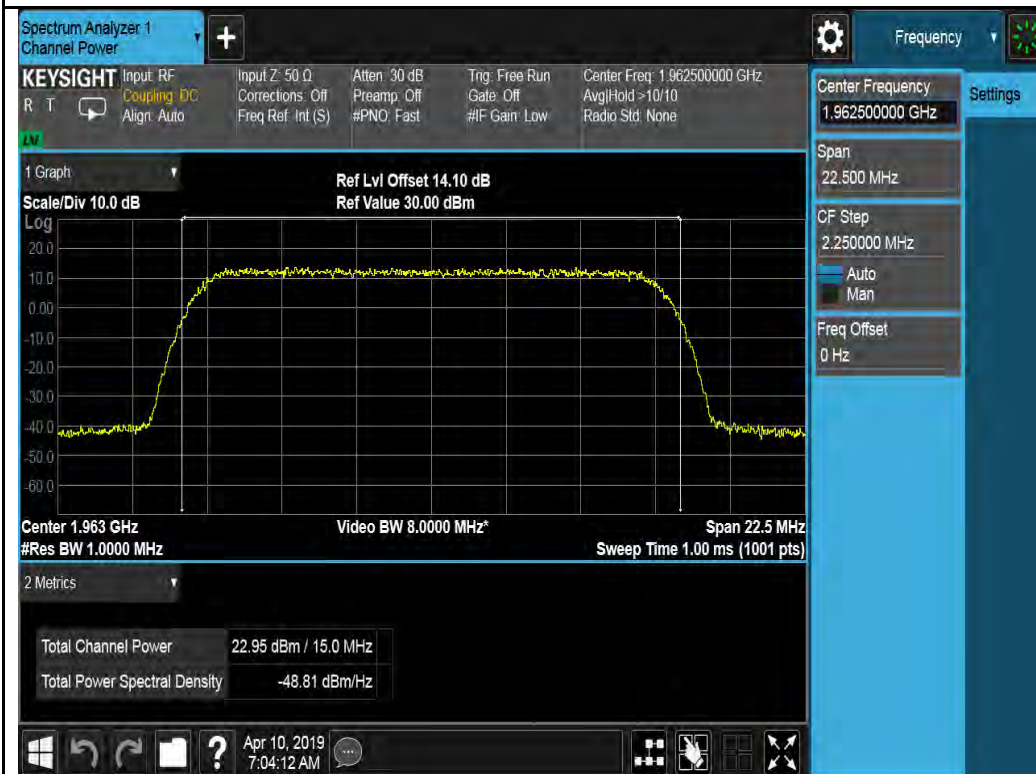 Spectrum Analyzer 1
Channel Power
+
Frequency
KEYSIGHT
R T
LNI
Input: RF
Coupling: DC
Align: Auto
Input Z: 50 Ω
Corrections: Off
Freq Ref: Int (S)
Atten: 30 dB
Preamp: Off
#PNO: Fast
Trig: Free Run
Gate: Off
#IF Gain: Low
Center Freq: 1.962500000 GHz
Avg|Hold >10/10
Radio Std: None
1 Graph
Scale/Div 10.0 dB
Ref Lvl Offset 14.10 dB
Ref Value 30.00 dBm
Log
20.0
10.0
0.00
-10.0
-20.0
-30.0
-40.0
-50.0
-60.0
Center 1.963 GHz
Video BW 8.0000 MHz*
Span 22.5 MHz
#Res BW 1.0000 MHz
Sweep Time 1.00 ms (1001 pts)
2 Metrics
Total Channel Power 22.95 dBm / 15.0 MHz
Total Power Spectral Density -48.81 dBm/Hz
?
Apr 10, 2019
7:04:12 AM
Center Frequency
1.962500000 GHz
Settings
Span
22.500 MHz
CF Step
2.250000 MHz
Auto
Man
Freq Offset
0 Hz